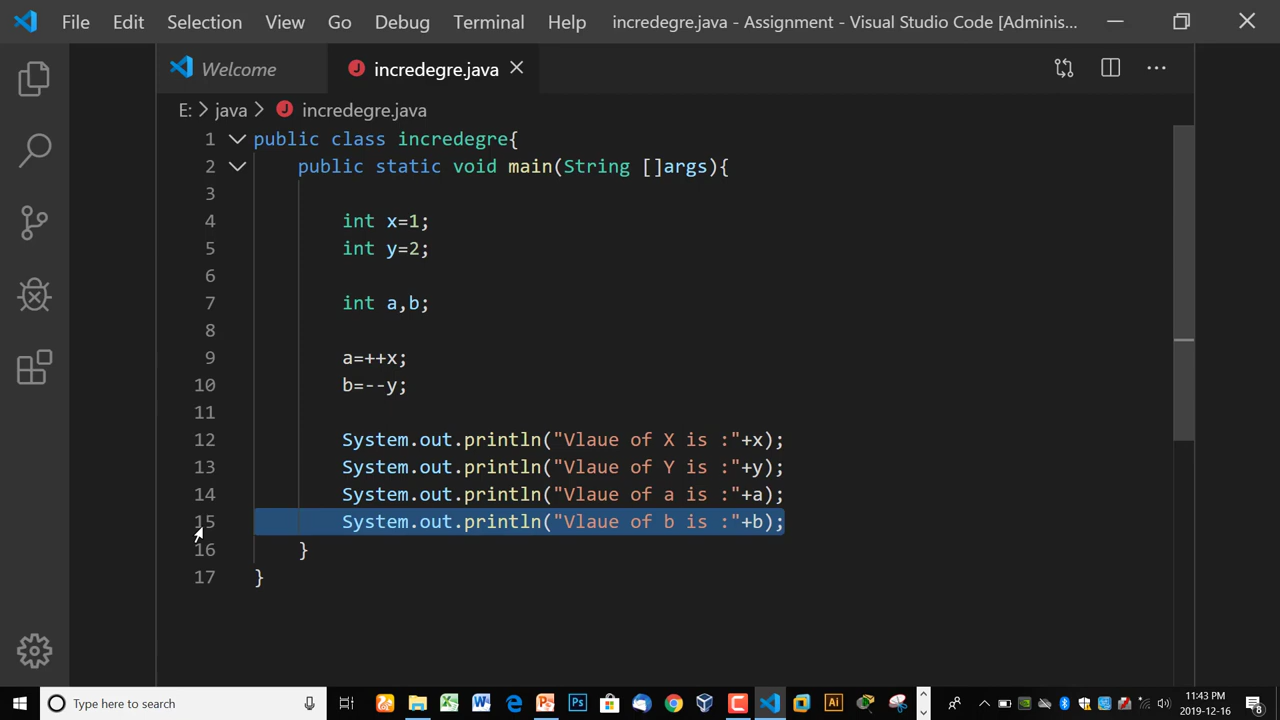 File Edit Selection View Go Debug Terminal Help incredegre.java - Assignment - Visual Studio Code [Adminis...
Welcome incredegre.java
E: > java > incredegre.java
1 public class incredegre{
2 public static void main(String []args){
3
4 int x=1;
5 int y=2;
6
7 int a,b;
8
9 a=++x;
10 b=--y;
11
12 System.out.println("Vlaue of X is :"+x);
13 System.out.println("Vlaue of Y is :"+y);
14 System.out.println("Vlaue of a is :"+a);
15 System.out.println("Vlaue of b is :"+b);
16 }
17 }
Type here to search
11:43 PM
2019-12-16
8